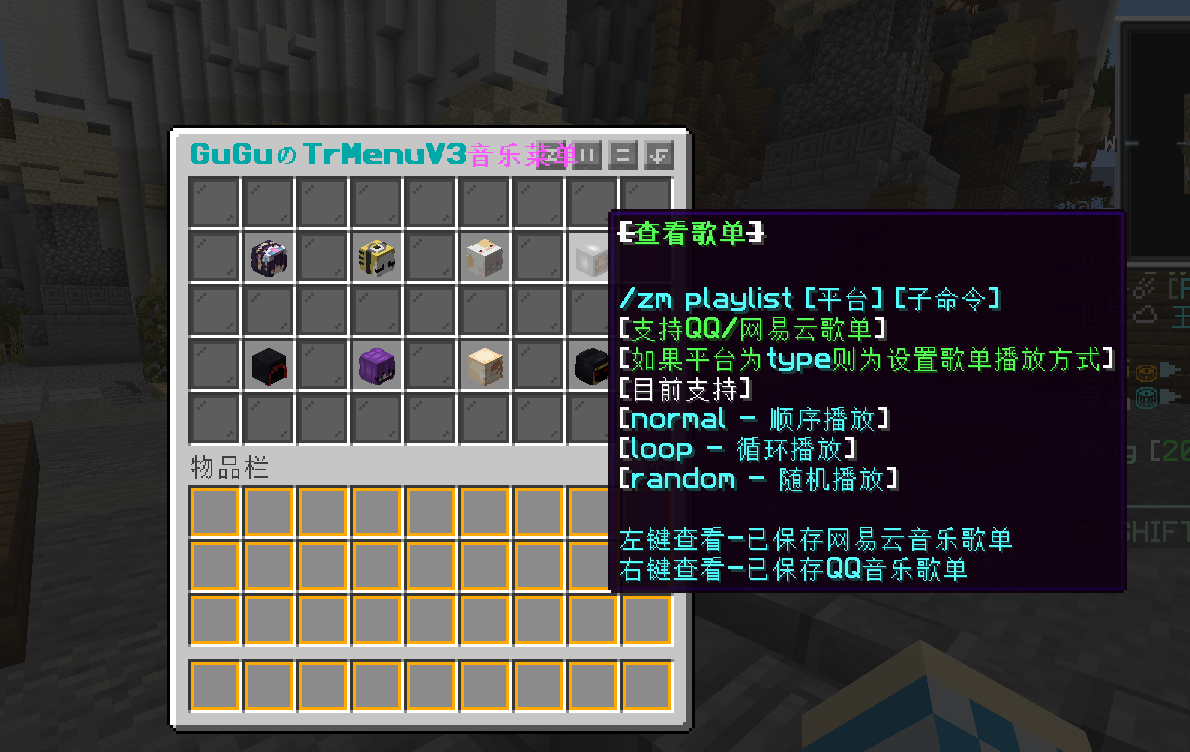 GuGuのTrMenuV3音乐菜单
【查看歌单】
/zm playlist [平台] [子命令]
[支持QQ/网易云歌单]
[如果平台为type则为设置歌单播放方式]
[目前支持]
[normal - 顺序播放]
[loop - 循环播放]
[random - 随机播放]
左键查看-已保存网易云音乐歌单
右键查看-已保存QQ音乐歌单
物品栏
W
[20
SHIFT